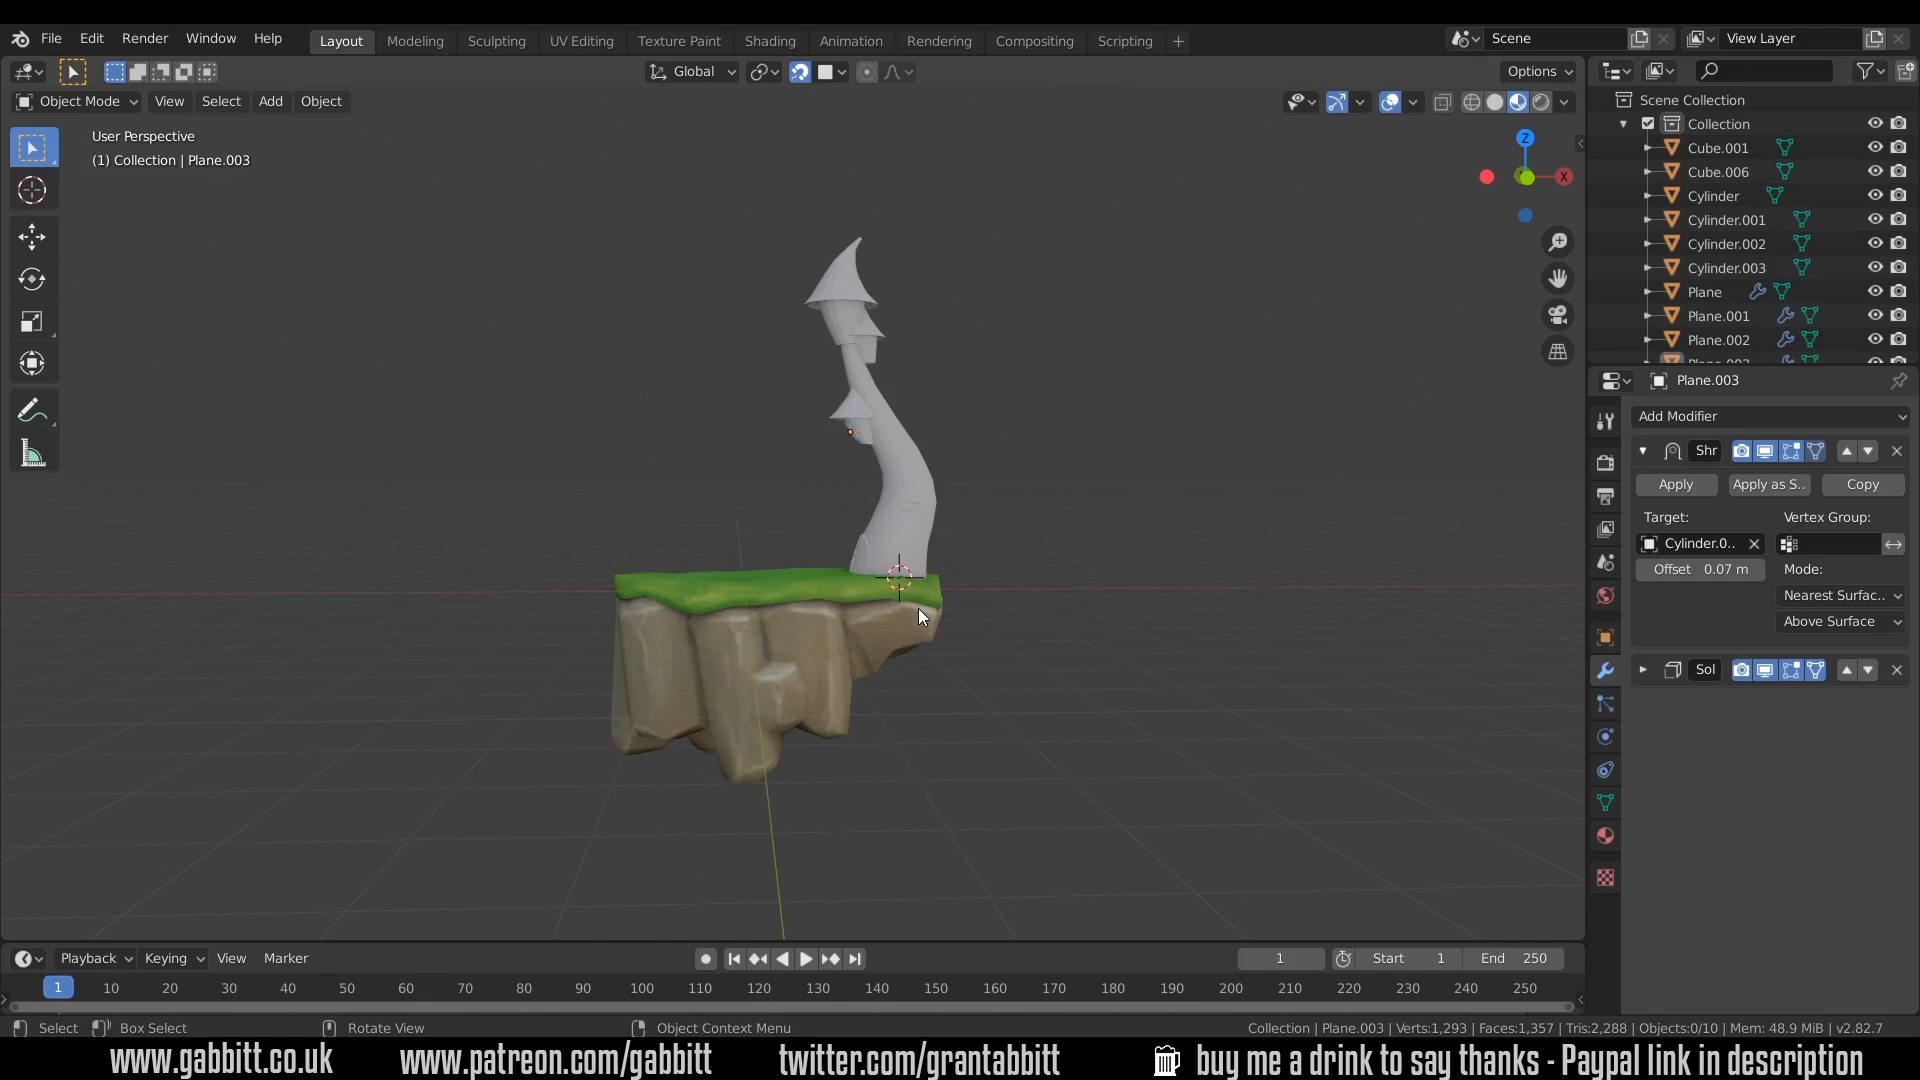 File Edit Render Window Help Layout Modeling Sculpting UV Editing Texture Paint Shading Animation Rendering Compositing Scripting + Scene View Layer
Global Options
Object Mode View Select Add Object
User Perspective
(1) Collection | Plane.003
Z
X
Scene Collection
Collection
Cube.001
Cube.006
Cylinder
Cylinder.001
Cylinder.002
Cylinder.003
Plane
Plane.001
Plane.002
Plane.003
Add Modifier
Shr
Apply Apply as S.. Copy
Target: Vertex Group:
Cylinder.0..
Offset 0.07 m Mode:
Nearest Surfac..
Above Surface
Sol
Playback Keying View Marker 1 Start 1 End 250
1 10 20 30 40 50 60 70 80 90 100 110 120 130 140 150 160 170 180 190 200 210 220 230 240 250
Select Box Select Rotate View Object Context Menu Collection | Plane.003 | Verts:1,293 | Faces:1,357 | Tris:2,288 | Objects:0/10 | Mem: 48.9 MiB | v2.82.7
www.gabbitt.co.uk www.patreon.com/gabbitt twitter.com/grantabbitt buy me a drink to say thanks - Paypal link in description